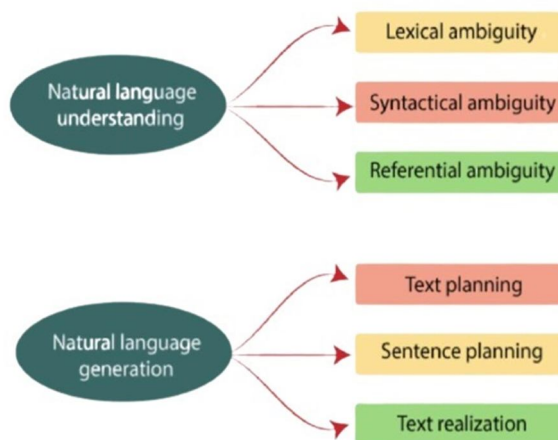 Natural language
understanding
Lexical ambiguity
Syntactical ambiguity
Referential ambiguity
Natural language
generation
Text planning
Sentence planning
Text realization